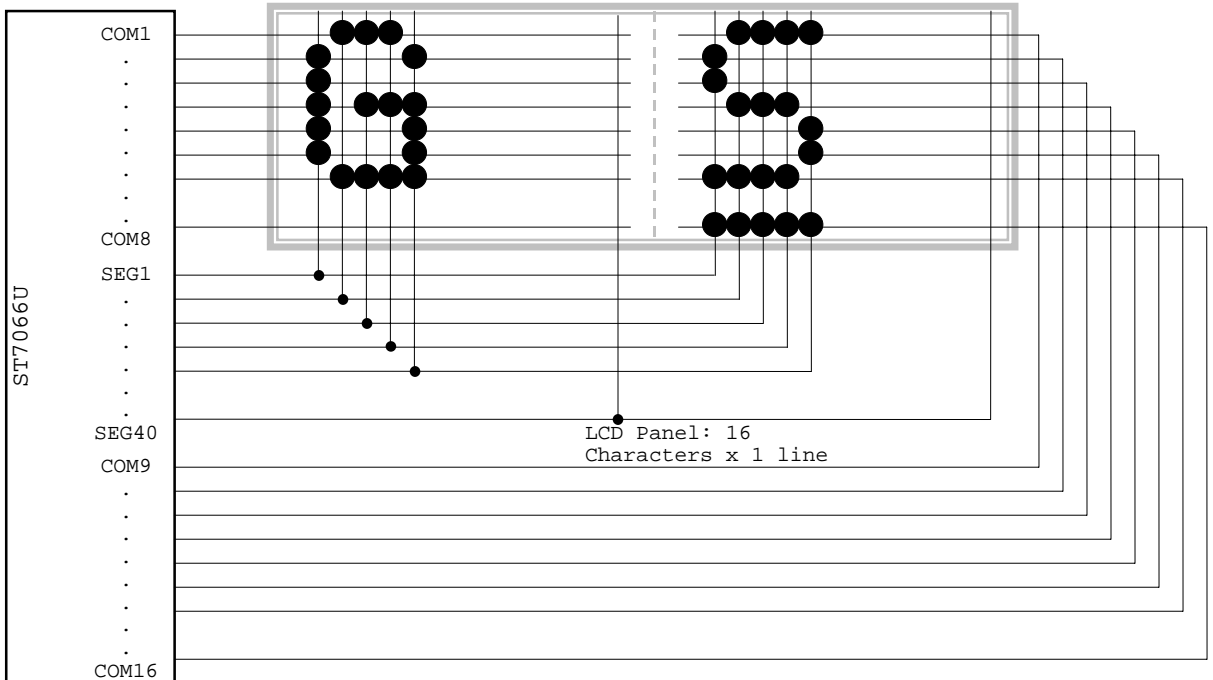 COM1
.
.
.
.
.
.
.
COM8
SEG1
.
.
.
.
.
.
SEG40
COM9
.
.
.
.
.
.
.
.
COM16
ST7066U
G
S
LCD Panel: 16
Characters x 1 line